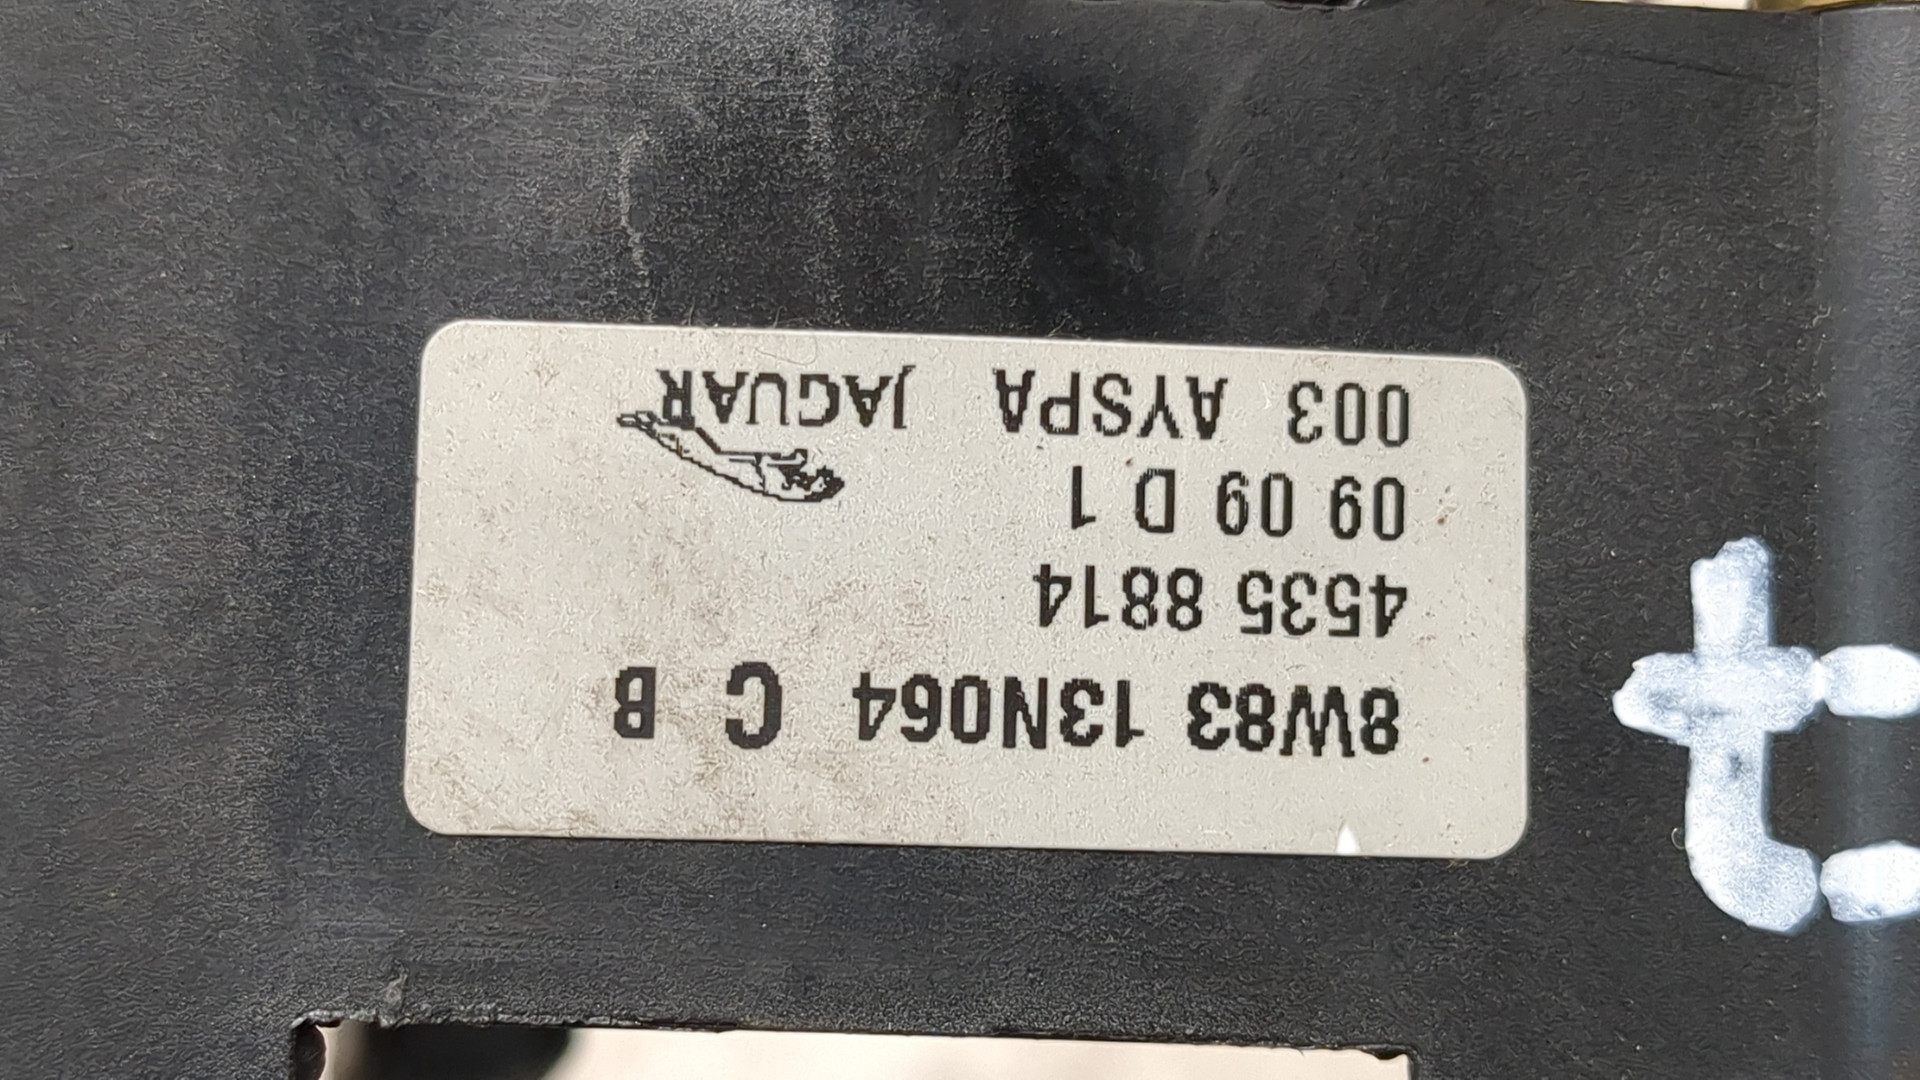 8W83 13N064 C B
4535 8814
09 09 D 1
003 AYSPA JAGUAR